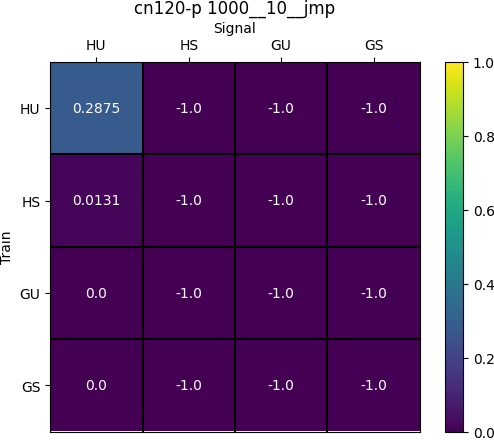 cn120-p 1000__10__jmp
Signal
HU HS GU GS
HU 0.2875 -1.0 -1.0 -1.0
HS 0.0131 -1.0 -1.0 -1.0
GU 0.0 -1.0 -1.0 -1.0
GS 0.0 -1.0 -1.0 -1.0
Train
1.0
0.8
0.6
0.4
0.2
0.0